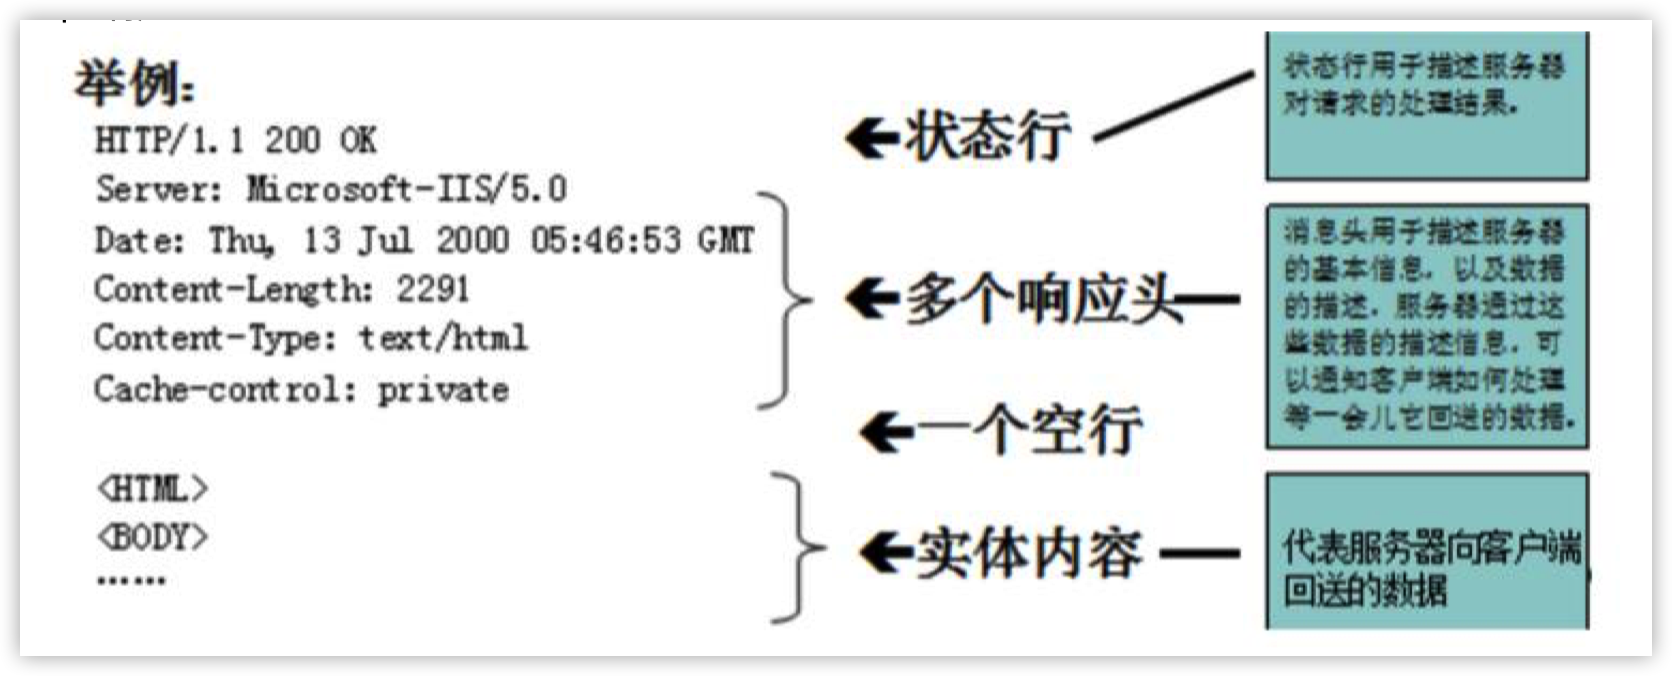 举例:
HTTP/1.1 200 OK
Server: Microsoft-IIS/5.0
Date: Thu, 13 Jul 2000 05:46:53 GMT
Content-Length: 2291
Content-Type: text/html
Cache-control: private
<HTML>
<BODY>
……
←状态行
←多个响应头
←一个空行
←实体内容
状态行用于描述服务器
对请求的处理结果。
消息头用于描述服务器
的基本信息，以及数据
的描述，服务器通过这
些数据的描述信息，可
以通知客户端如何处理
等一会儿它回送的数据。
代表服务器向客户端
回送的数据